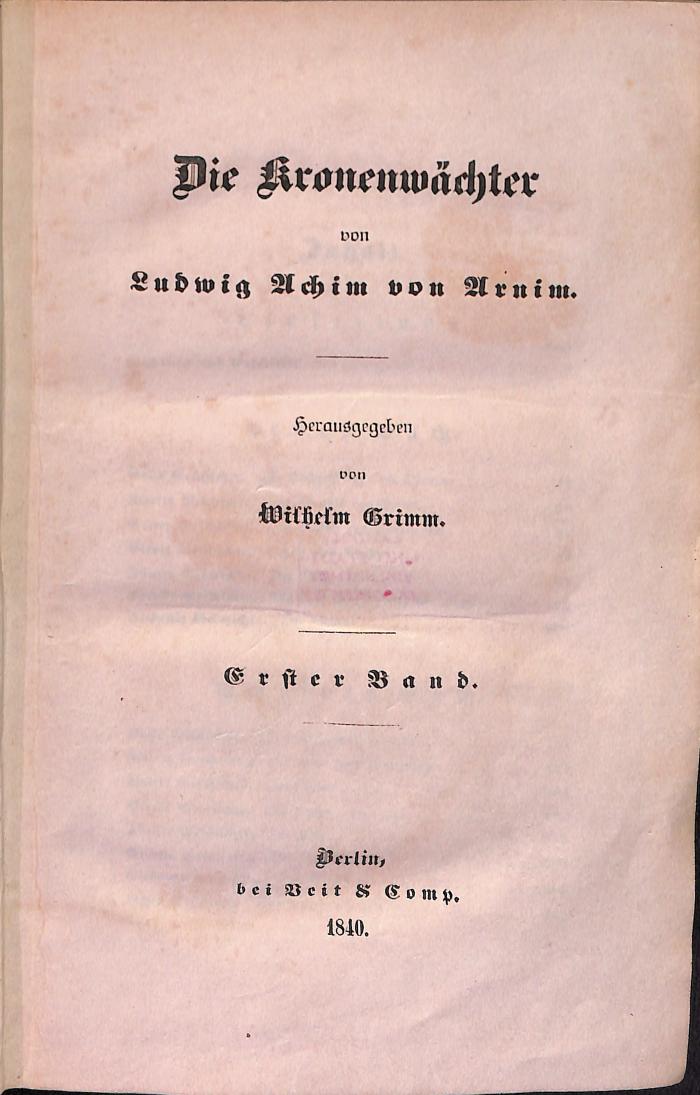 Die Kronenwächter
von
Ludwig Achim von Arnim.
Herausgegeben
von
Wilhelm Grimm.
Erster Band.
Berlin,
bei Veit & Comp.
1840.